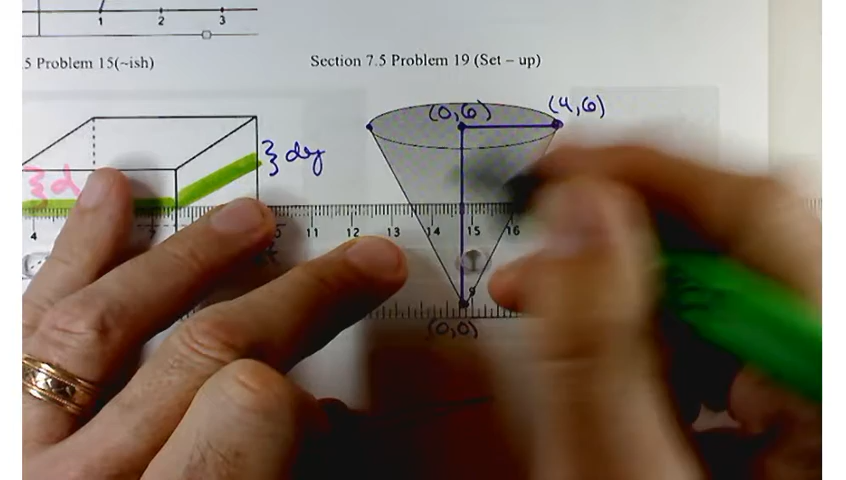 1 2 3
5 Problem 15(~ish)
Section 7.5 Problem 19 (Set – up)
(0,6)
(4,6)
} dy
} d
4
11 12 13 14 15 16
(0,0)